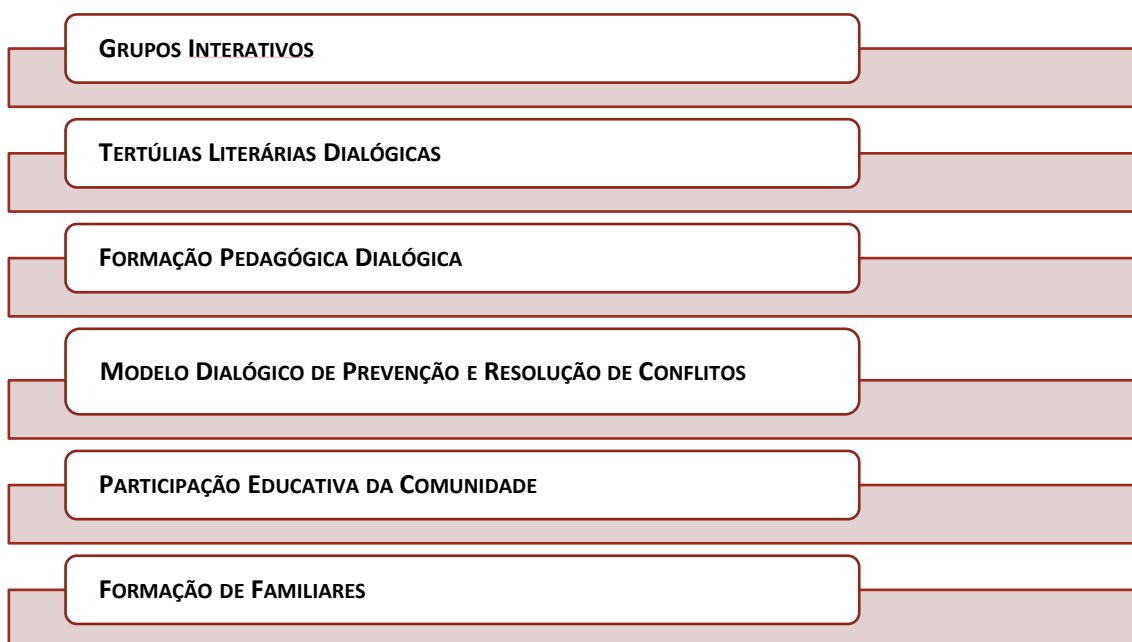 GRUPOS INTERATIVOS
TERTÚLIAS LITERÁRIAS DIALÓGICAS
FORMAÇÃO PEDAGÓGICA DIALÓGICA
MODELO DIALÓGICO DE PREVENÇÃO E RESOLUÇÃO DE CONFLITOS
PARTICIPAÇÃO EDUCATIVA DA COMUNIDADE
FORMAÇÃO DE FAMILIARES